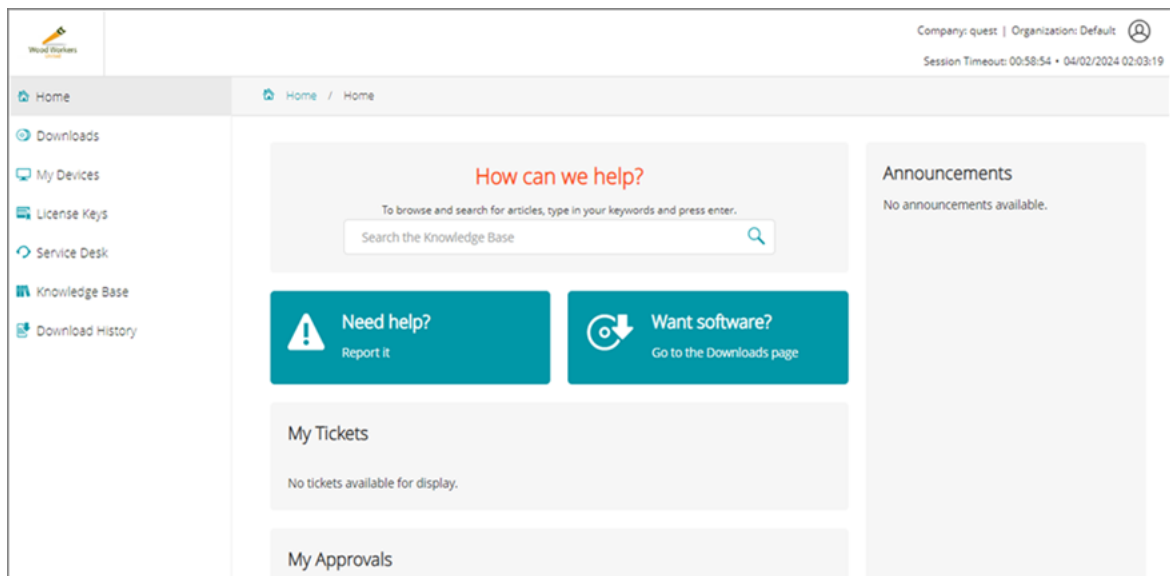 Wood Workers
Company: quest | Organization: Default
Session Timeout: 00:58:54 • 04/02/2024 02:03:19
Home
Downloads
My Devices
License Keys
Service Desk
Knowledge Base
Download History
Home / Home
How can we help?
To browse and search for articles, type in your keywords and press enter.
Search the Knowledge Base
Need help?
Report it
Want software?
Go to the Downloads page
My Tickets
No tickets available for display.
My Approvals
Announcements
No announcements available.